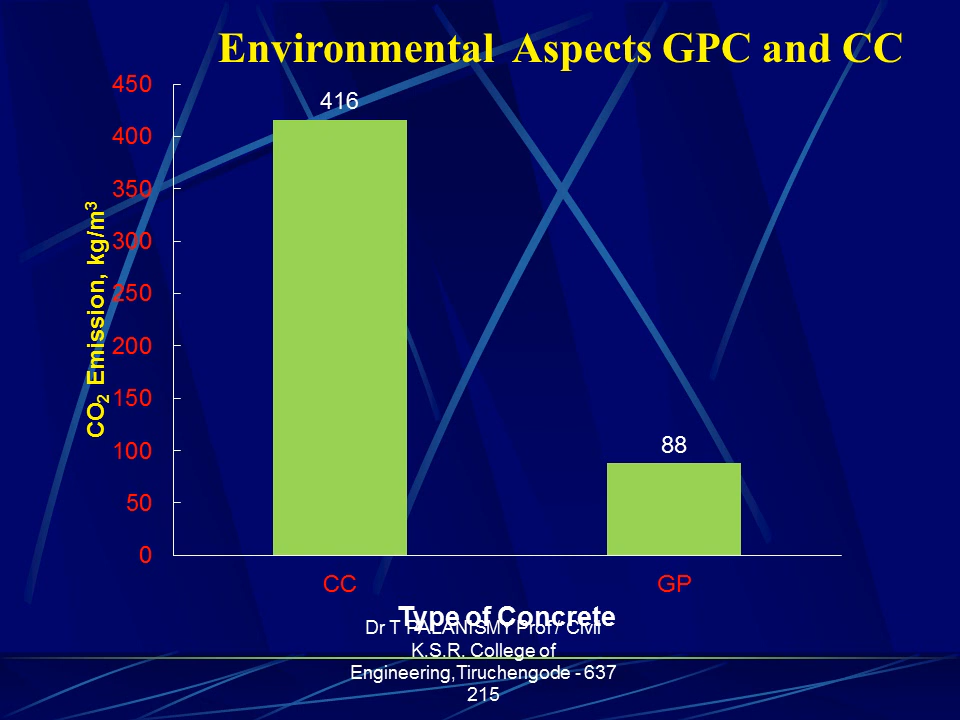 Environmental Aspects GPC and CC
CO2 Emission, kg/m3
450
400
350
300
250
200
150
100
50
0
416
88
CC
GP
Type of Concrete
Dr T PALANISMY Prof / Civil
K.S.R. College of
Engineering,Tiruchengode - 637
215